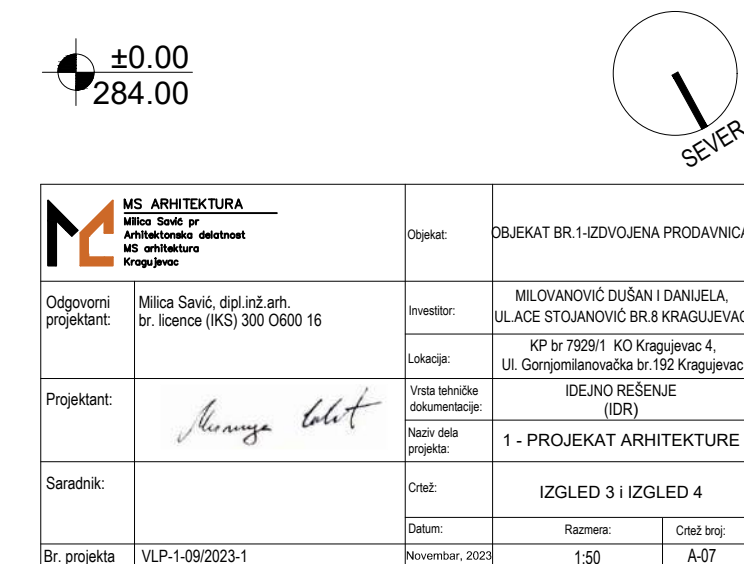 ±0.00
284.00
SEVER
MS ARHITEKTURA
Milica Savić pr
Arhitektonska delatnost
MS arhitektura
Kragujevac
Objekat:
OBJEKAT BR.1-IZDVOJENA PRODAVNICA
Odgovorni
projektant:
Milica Savić, dipl.inž.arh.
br. licence (IKS) 300 O600 16
Investitor:
MILOVANOVIĆ DUŠAN I DANIJELA,
UL.ACE STOJANOVIĆ BR.8 KRAGUJEVAC
Lokacija:
KP br 7929/1 KO Kragujevac 4,
Ul. Gornjomilanovačka br.192 Kragujevac
Projektant:
Vrsta tehničke
dokumentacije:
IDEJNO REŠENJE
(IDR)
Naziv dela
projekta:
1 - PROJEKAT ARHITEKTURE
Saradnik:
Crtež:
IZGLED 3 i IZGLED 4
Datum:
Razmera:
Crtež broj:
Br. projekta
VLP-1-09/2023-1
Novembar, 2023
1:50
A-07